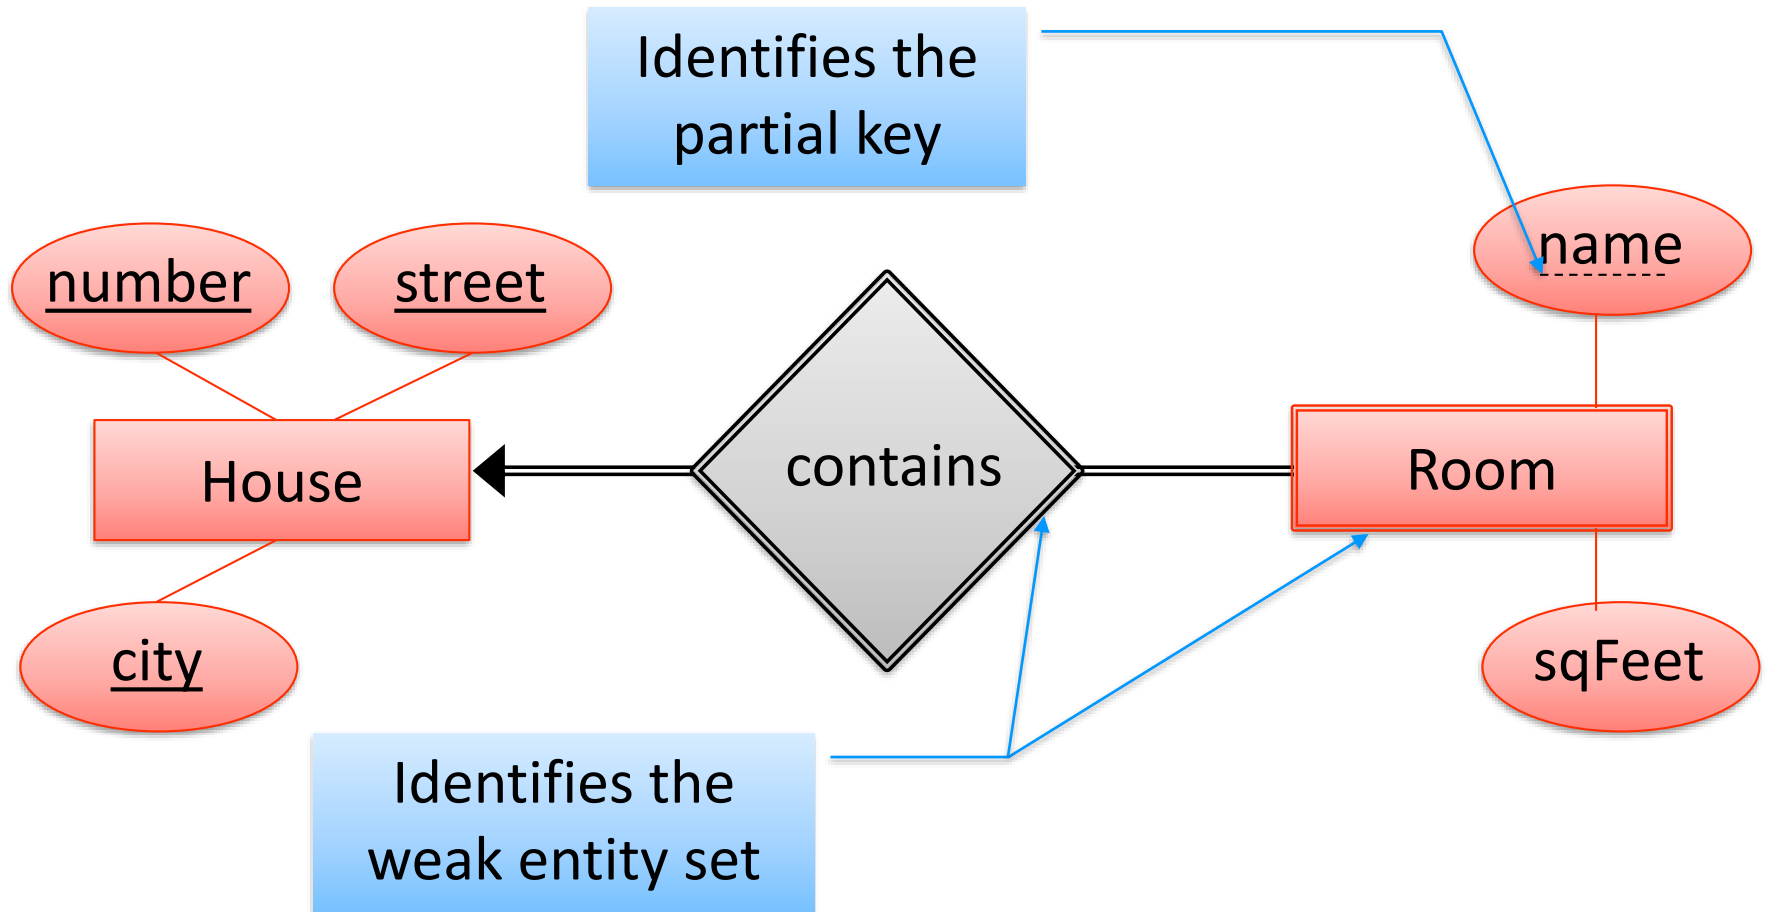 Identifies the
partial key
number
street
name
House
contains
Room
city
sqFeet
Identifies the
weak entity set